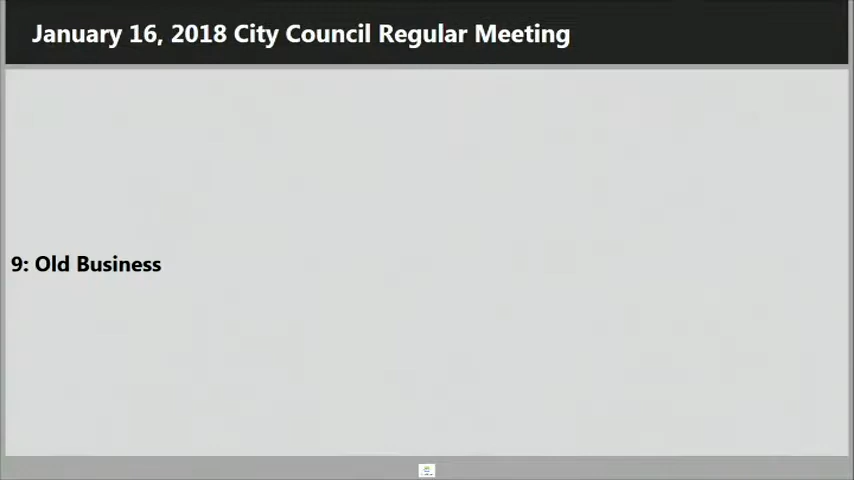 January 16, 2018 City Council Regular Meeting
9: Old Business